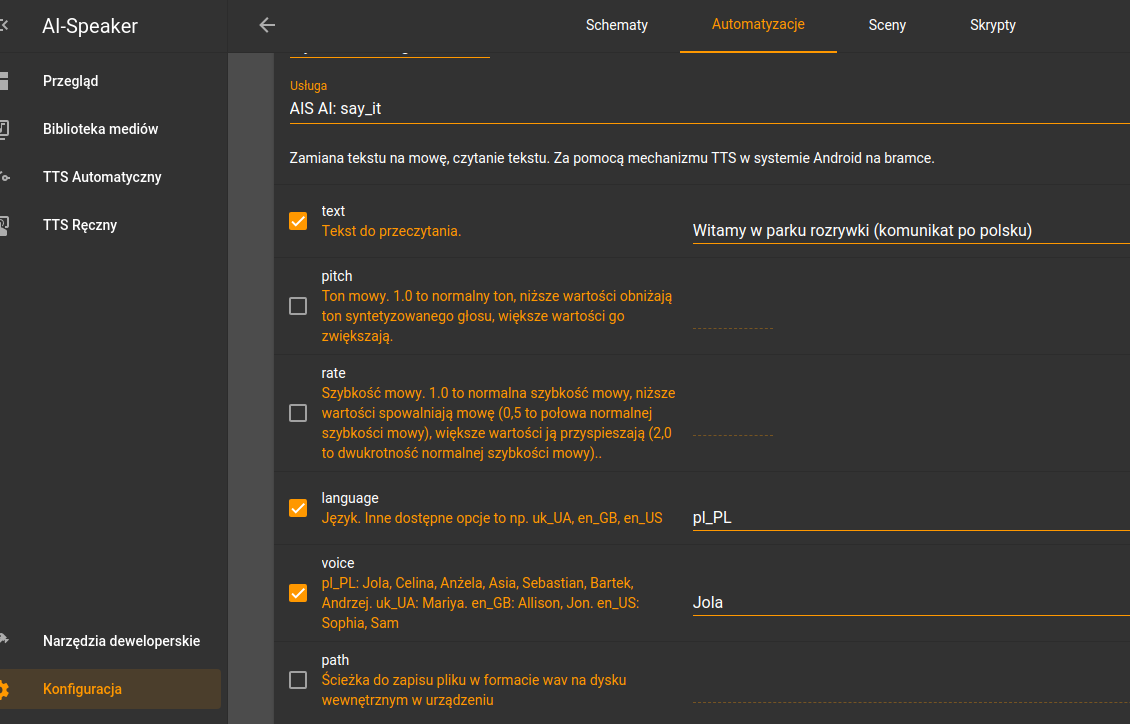 AI-Speaker
Schematy
Automatyzacje
Sceny
Skrypty
Przegląd
Biblioteka mediów
TTS Automatyczny
TTS Ręczny
Narzędzia deweloperskie
Konfiguracja
Usługa
AIS AI: say_it
Zamiana tekstu na mowę, czytanie tekstu. Za pomocą mechanizmu TTS w systemie Android na bramce.
text
Tekst do przeczytania.
Witamy w parku rozrywki (komunikat po polsku)
pitch
Ton mowy. 1.0 to normalny ton, niższe wartości obniżają
ton syntetyzowanego głosu, większe wartości go
zwiększają.
rate
Szybkość mowy. 1.0 to normalna szybkość mowy, niższe
wartości spowalniają mowę (0,5 to połowa normalnej
szybkości mowy), większe wartości ją przyspieszają (2,0
to dwukrotność normalnej szybkości mowy)..
language
Język. Inne dostępne opcje to np. uk_UA, en_GB, en_US
pl_PL
voice
pl_PL: Jola, Celina, Anżela, Asia, Sebastian, Bartek,
Andrzej. uk_UA: Mariya. en_GB: Allison, Jon. en_US:
Sophia, Sam
Jola
path
Ścieżka do zapisu pliku w formacie wav na dysku
wewnętrznym w urządzeniu